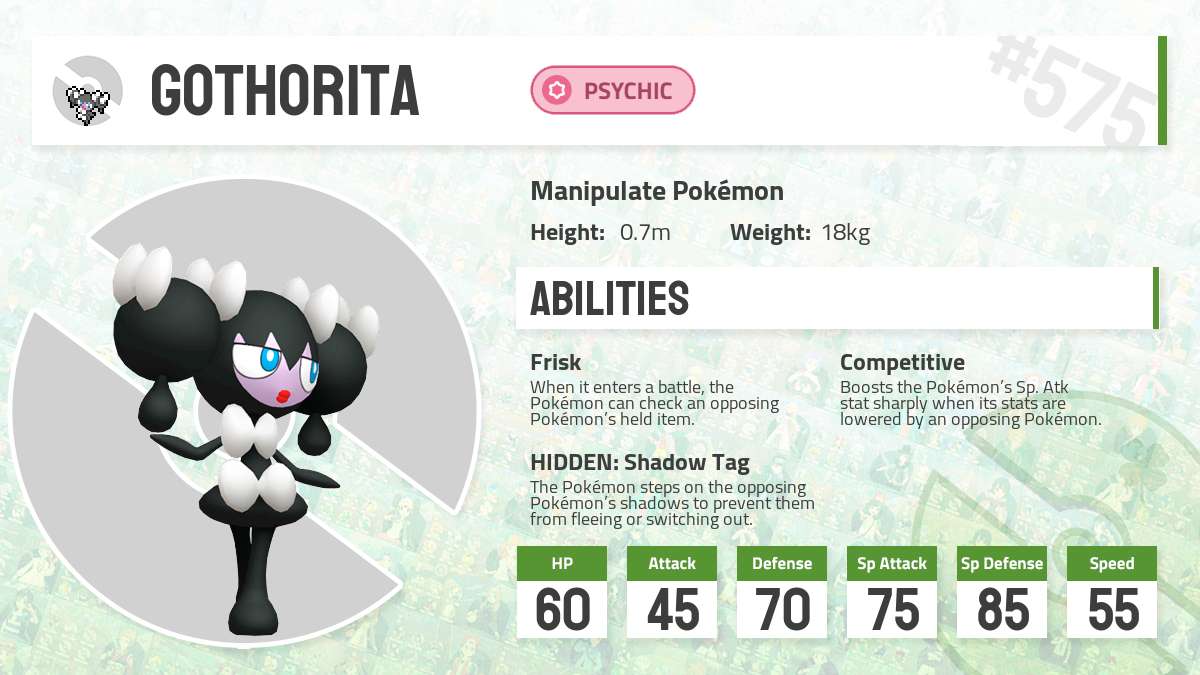 GOTHORITA
PSYCHIC
#575
Manipulate Pokémon
Height: 0.7m Weight: 18kg
ABILITIES
Frisk
When it enters a battle, the
Pokémon can check an opposing
Pokémon's held item.
Competitive
Boosts the Pokémon's Sp. Atk
stat sharply when its stats are
lowered by an opposing Pokémon.
HIDDEN: Shadow Tag
The Pokémon steps on the opposing
Pokémon's shadows to prevent them
from fleeing or switching out.
HP Attack Defense Sp Attack Sp Defense Speed
60 45 70 75 85 55